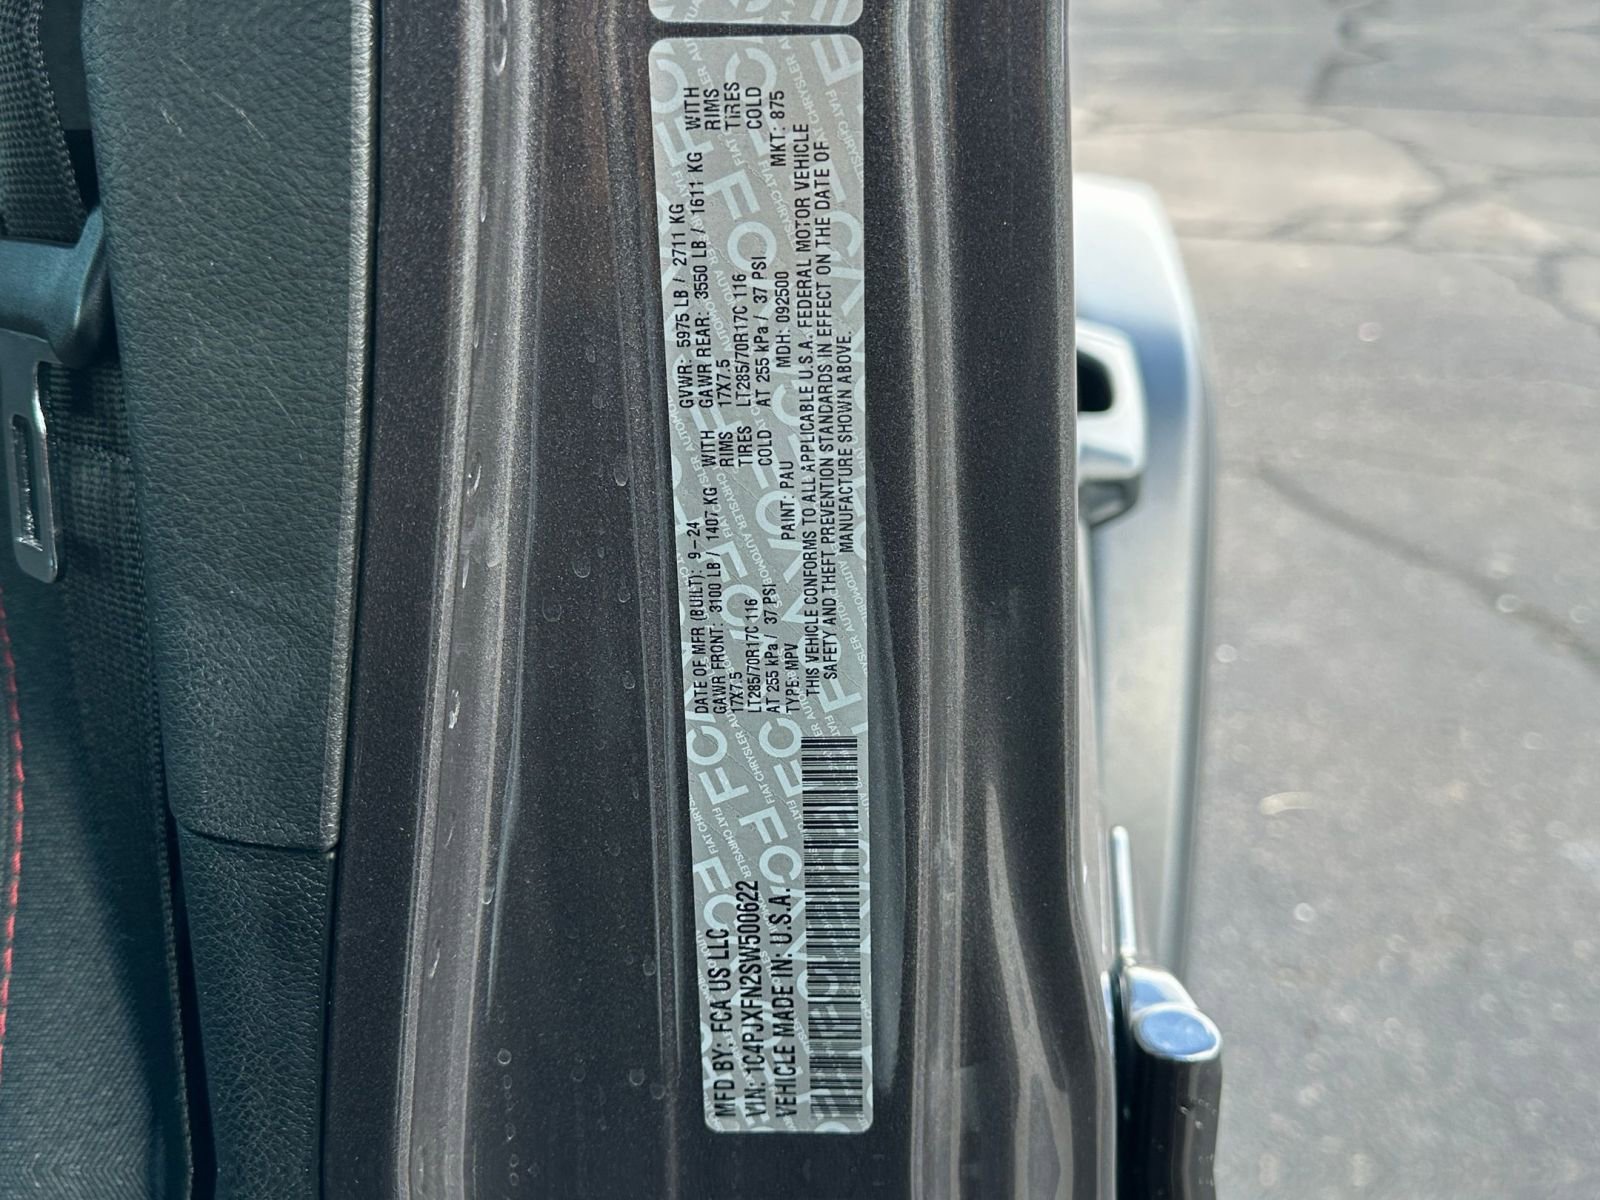 MFD BY: FCA US LLC
DATE OF MFR (BUILT): 9-24
GVWR: 5975 LB / 2711 KG
VIN: 1C4PJXFN2SW500622
GAWR FRONT: 3100 LB / 1407 KG WITH
GAWR REAR: 3550 LB / 1611 KG WITH
17X7.5 RIMS
17X7.5 RIMS
LT285/70R17C 116 TIRES
LT285/70R17C 116 TIRES
VEHICLE MADE IN: U.S.A.
AT 255 kPa / 37 PSI COLD
AT 255 kPa / 37 PSI COLD
TYPE: MPV PAINT: PAU MDH: 092500 MKT: 875
THIS VEHICLE CONFORMS TO ALL APPLICABLE U.S.A. FEDERAL MOTOR VEHICLE
SAFETY AND THEFT PREVENTION STANDARDS IN EFFECT ON THE DATE OF
MANUFACTURE SHOWN ABOVE.